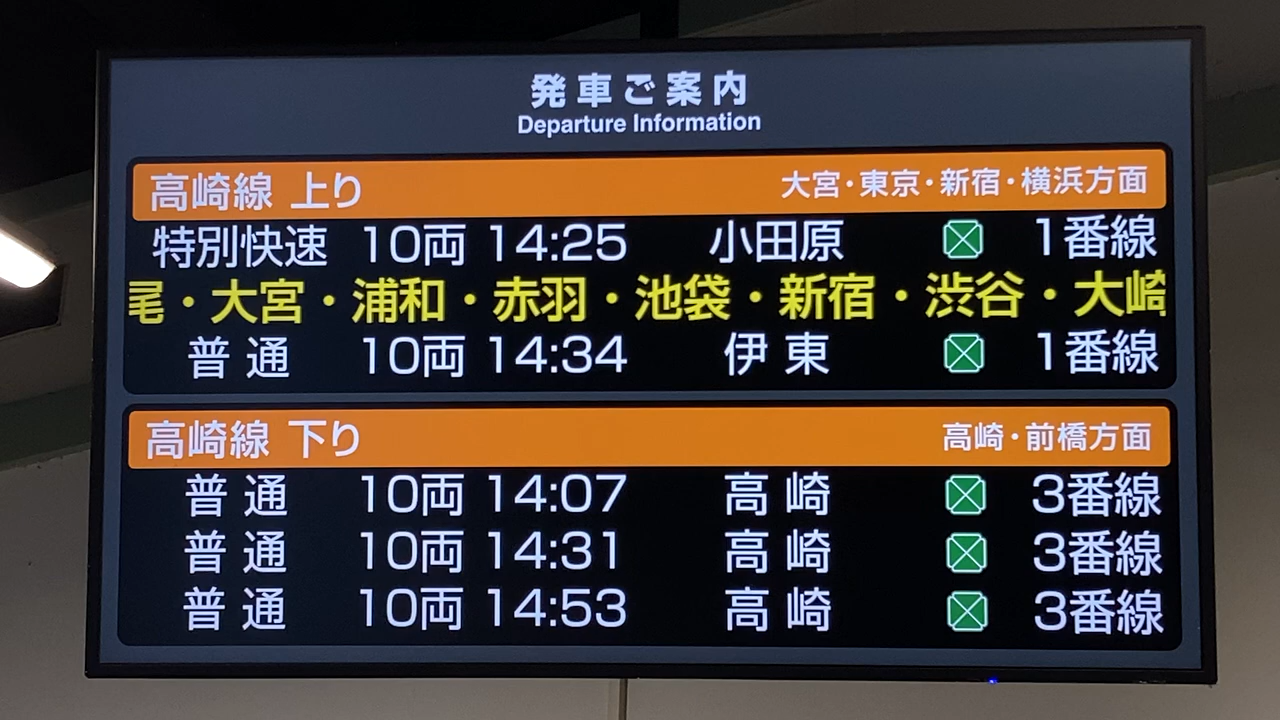 発車ご案内
Departure Information
高崎線 上り 大宮・東京・新宿・横浜方面
特別快速 10両 14:25 小田原 1番線
尾・大宮・浦和・赤羽・池袋・新宿・渋谷・大崎
普通 10両 14:34 伊東 1番線
高崎線 下り 高崎・前橋方面
普通 10両 14:07 高崎 3番線
普通 10両 14:31 高崎 3番線
普通 10両 14:53 高崎 3番線